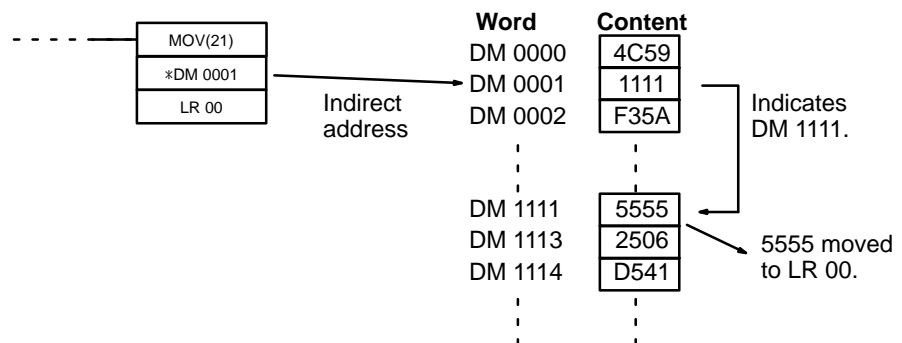 MOV(21)
*DM 0001
LR 00
Indirect
address
Word Content
DM 0000 4C59
DM 0001 1111
DM 0002 F35A
Indicates
DM 1111.
DM 1111 5555
DM 1113 2506
DM 1114 D541
5555 moved
to LR 00.